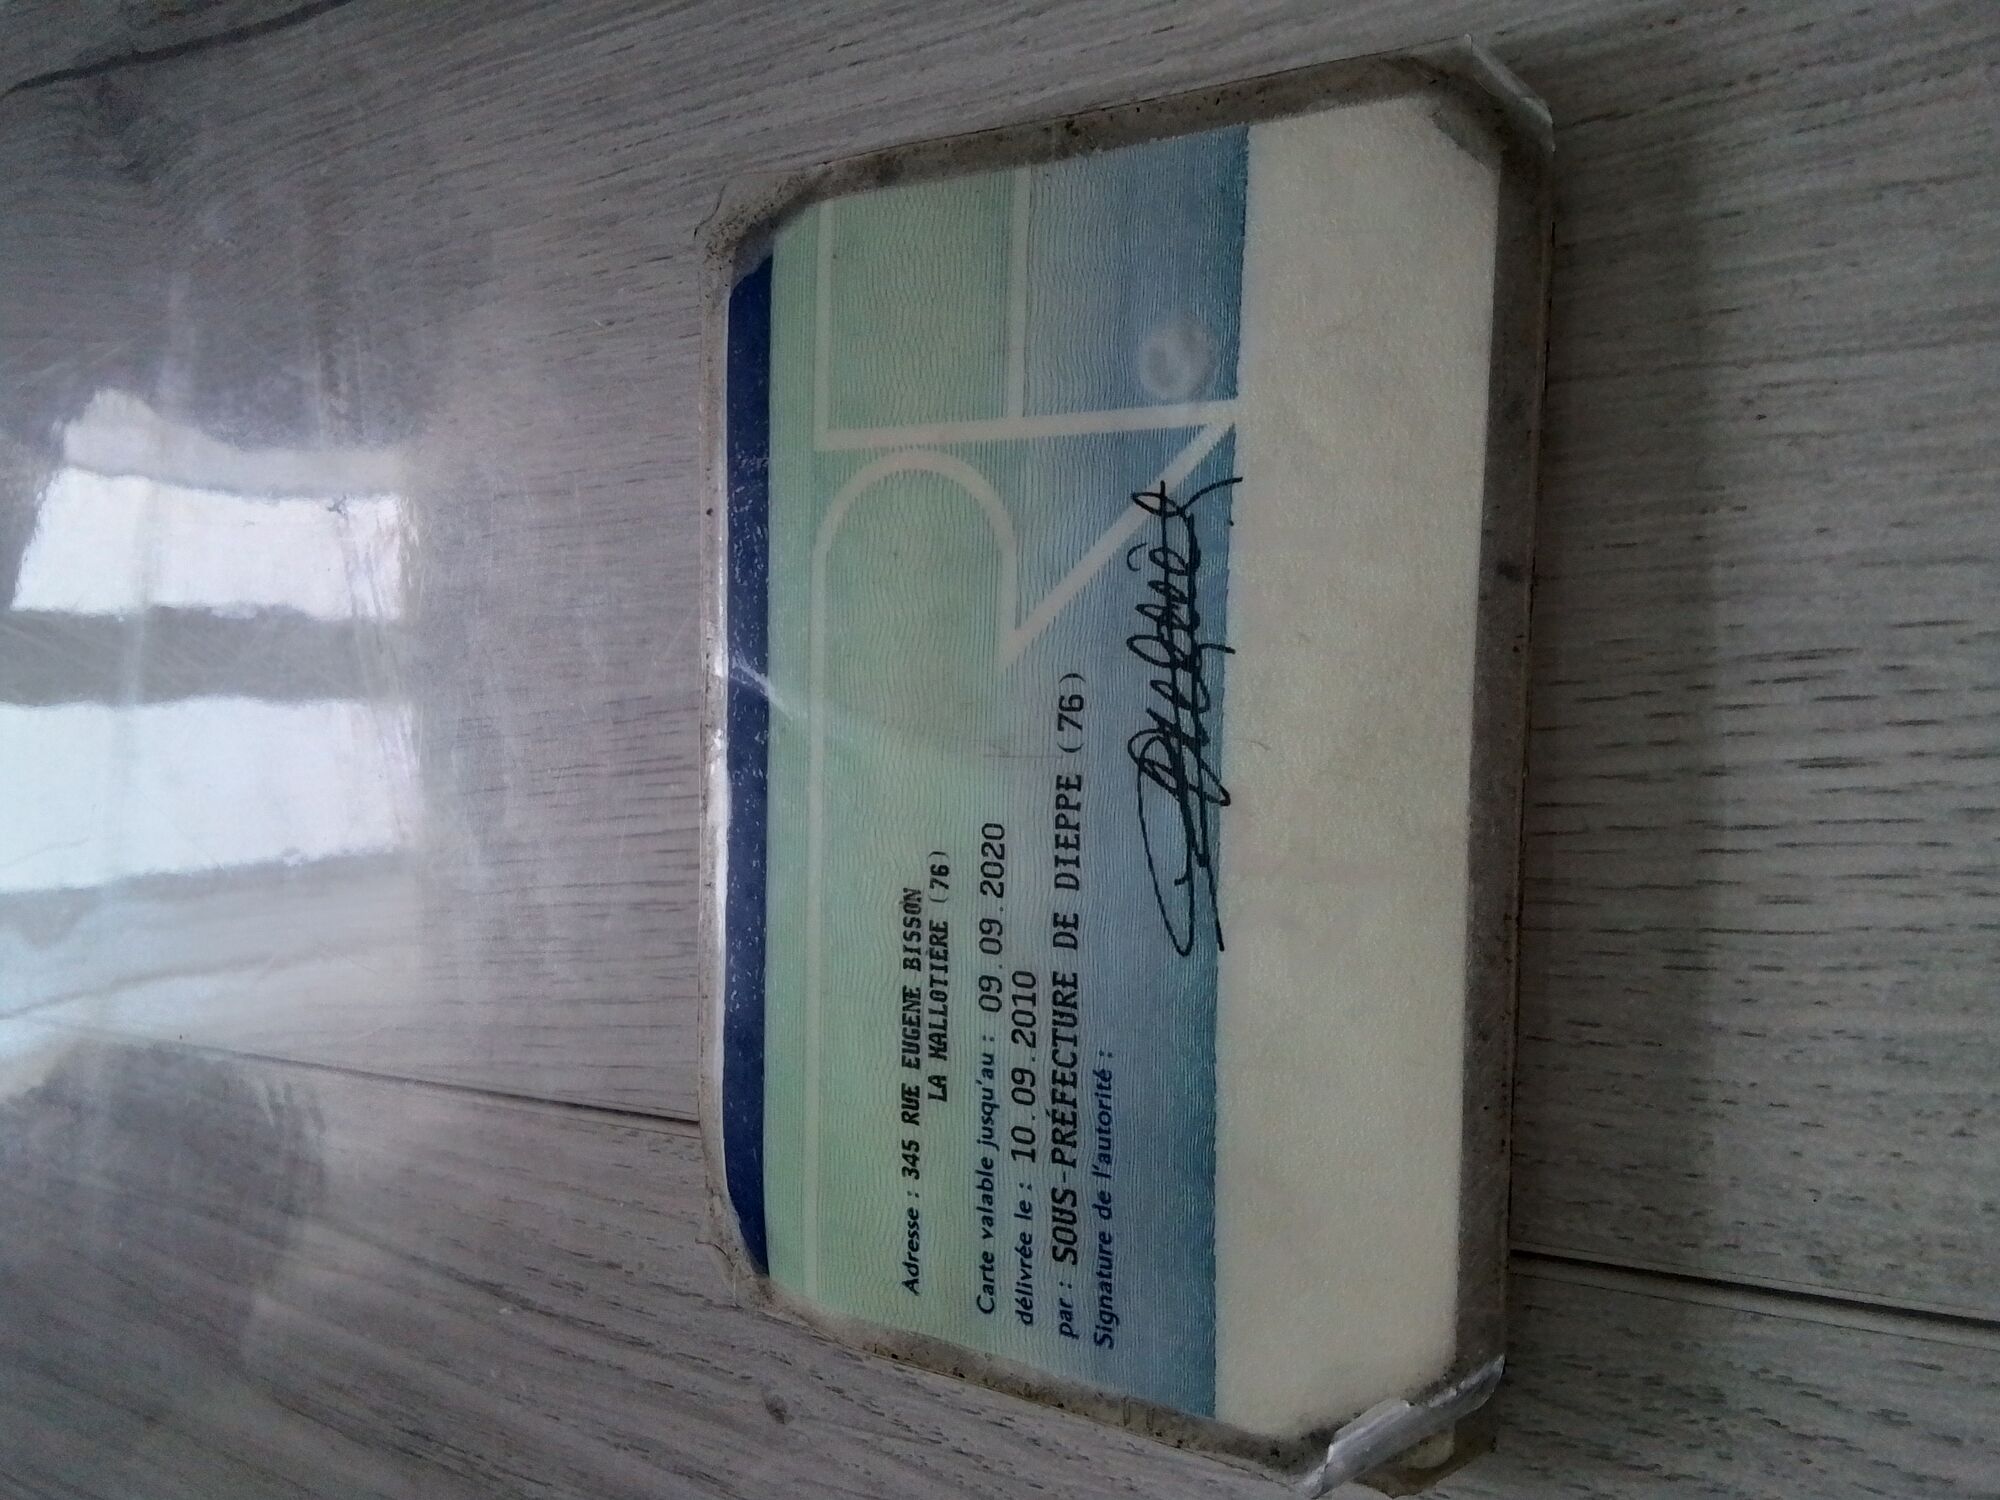 Adresse : 345 RUE EUGENE BISSON
LA MALLOTIÈRE (76)
Carte valable jusqu'au : 09.09.2020
délivrée le : 10.09.2010
par : SOUS-PRÉFECTURE DE DIEPPE (76)
Signature de l'autorité :